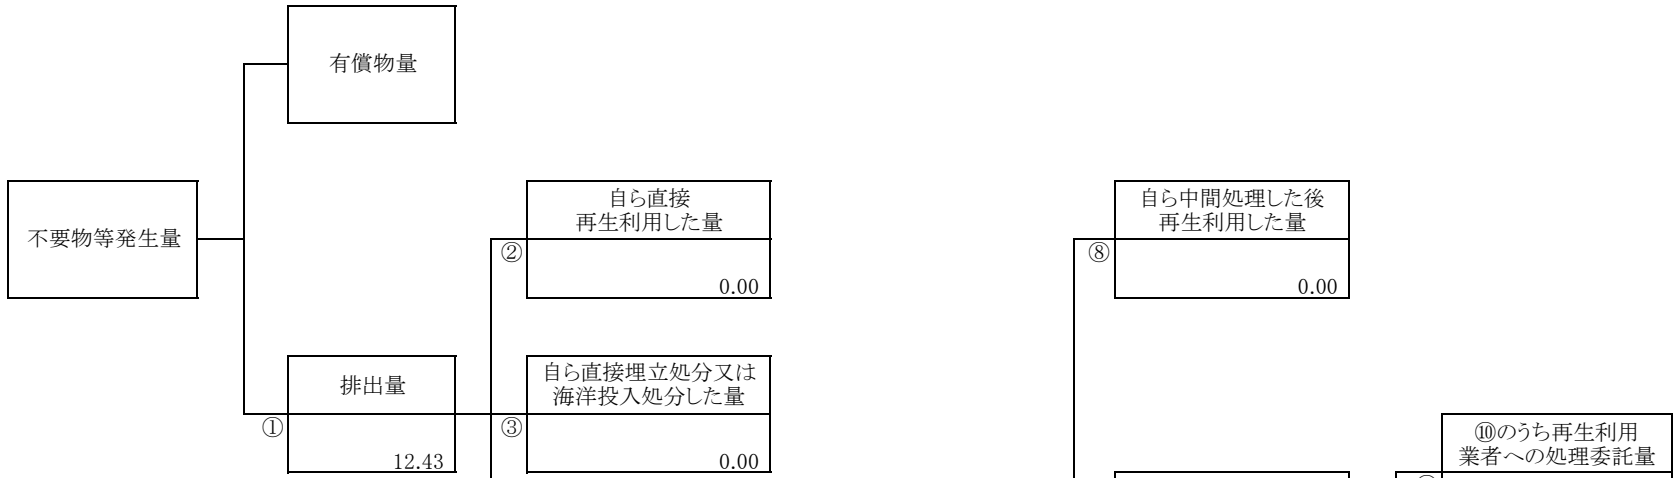 有償物量
不要物等発生量
自ら直接
再生利用した量
②
0.00
自ら中間処理した後
再生利用した量
⑧
0.00
排出量
①
12.43
自ら直接埋立処分又は
海洋投入処分した量
③
0.00
⑩のうち再生利用
業者への処理委託量